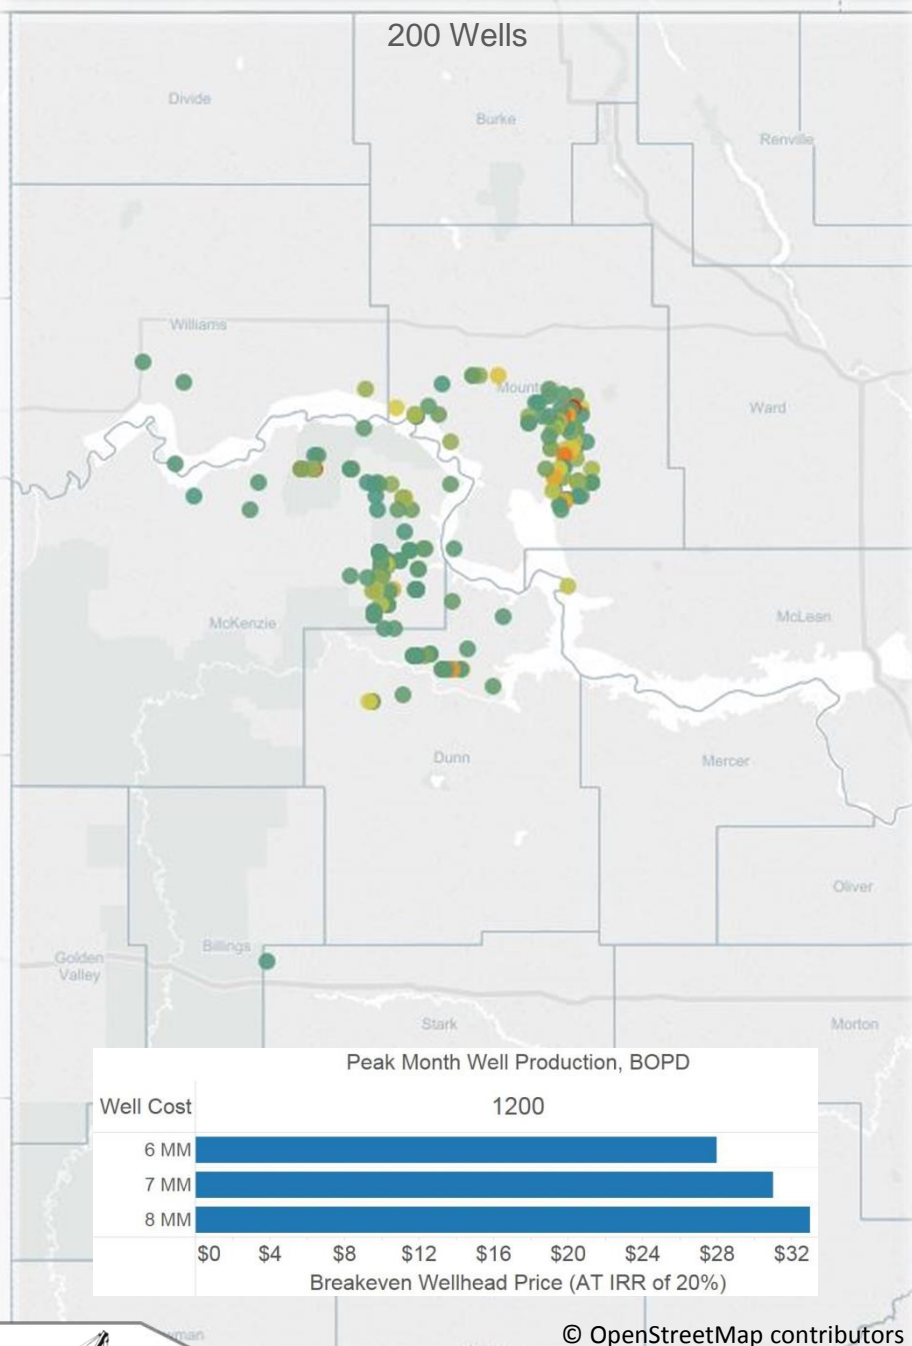 200 Wells
Divide
Burke
Renville
Williams
Ward
McKenzie
McLean
Dunn
Mercer
Oliver
Billings
Golden
Valley
Stark
Morton
Peak Month Well Production, BOPD
Well Cost
1200
6 MM
7 MM
8 MM
$0 $4 $8 $12 $16 $20 $24 $28 $32
Breakeven Wellhead Price (AT IRR of 20%)
© OpenStreetMap contributors